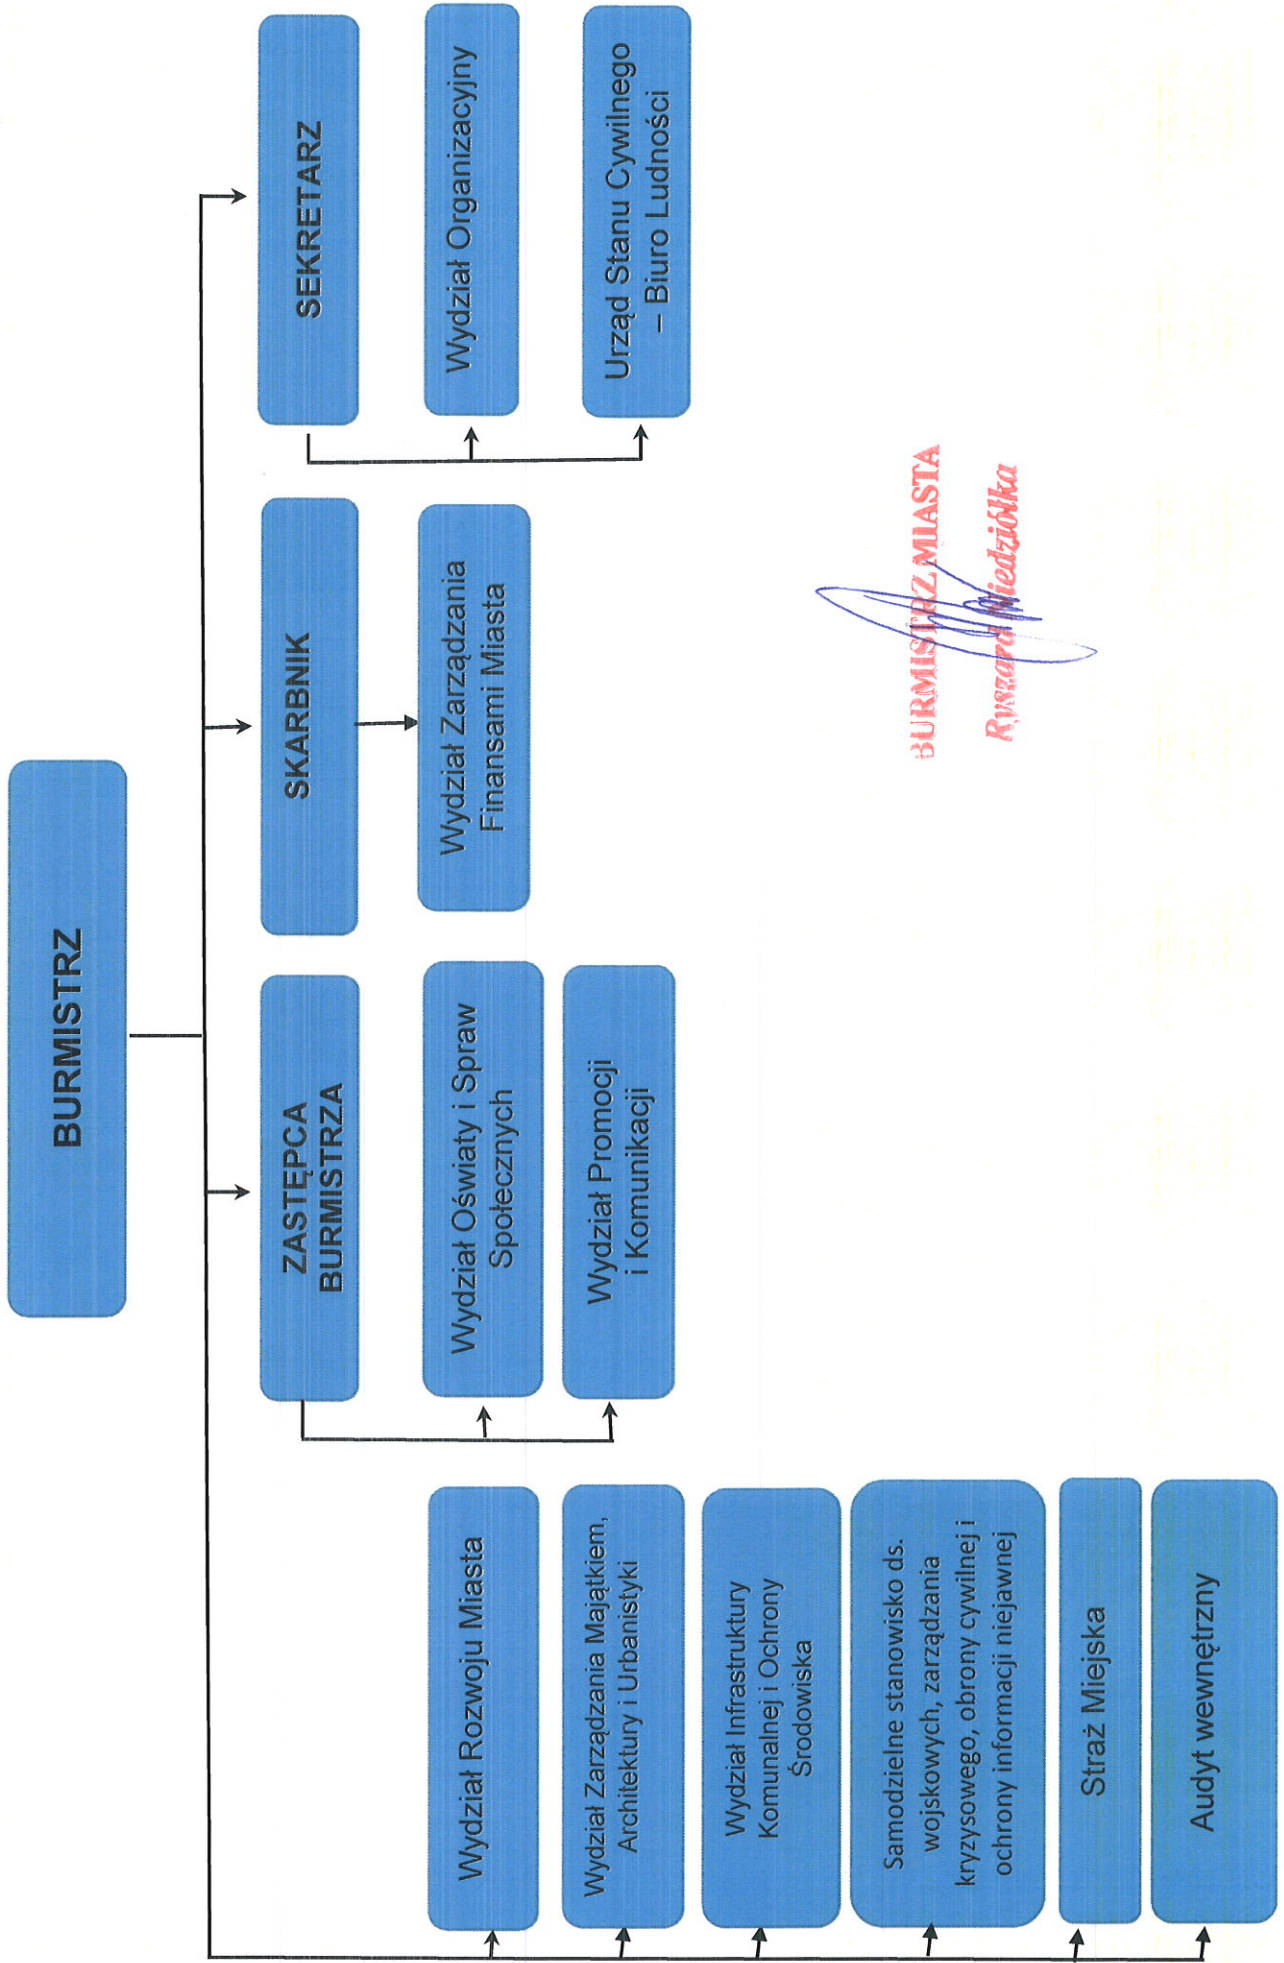 BURMISTRZ
ZASTĘPCA
BURMISTRZA
SKARBNIK
SEKRETARZ
Wydział Rozwoju Miasta
Wydział Zarządzania Majątkiem,
Architektury i Urbanistyki
Wydział Infrastruktury
Komunalnej i Ochrony
Środowiska
Samodzielne stanowisko ds.
wojskowych, zarządzania
kryzysowego, obrony cywilnej i
ochrony informacji niejawnej
Straż Miejska
Audyt wewnętrzny
Wydział Oświaty i Spraw
Społecznych
Wydział Promocji
i Komunikacji
Wydział Zarządzania
Finansami Miasta
Wydział Organizacyjny
Urząd Stanu Cywilnego
– Biuro Ludności
BURMISTRZ MIASTA
Ryszard Niedziółka